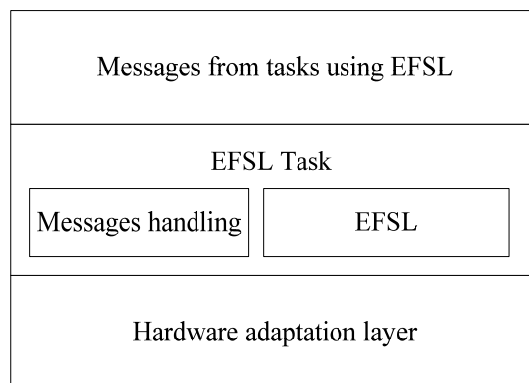 Messages from tasks using EFSL
EFSL Task
Messages handling
EFSL
Hardware adaptation layer